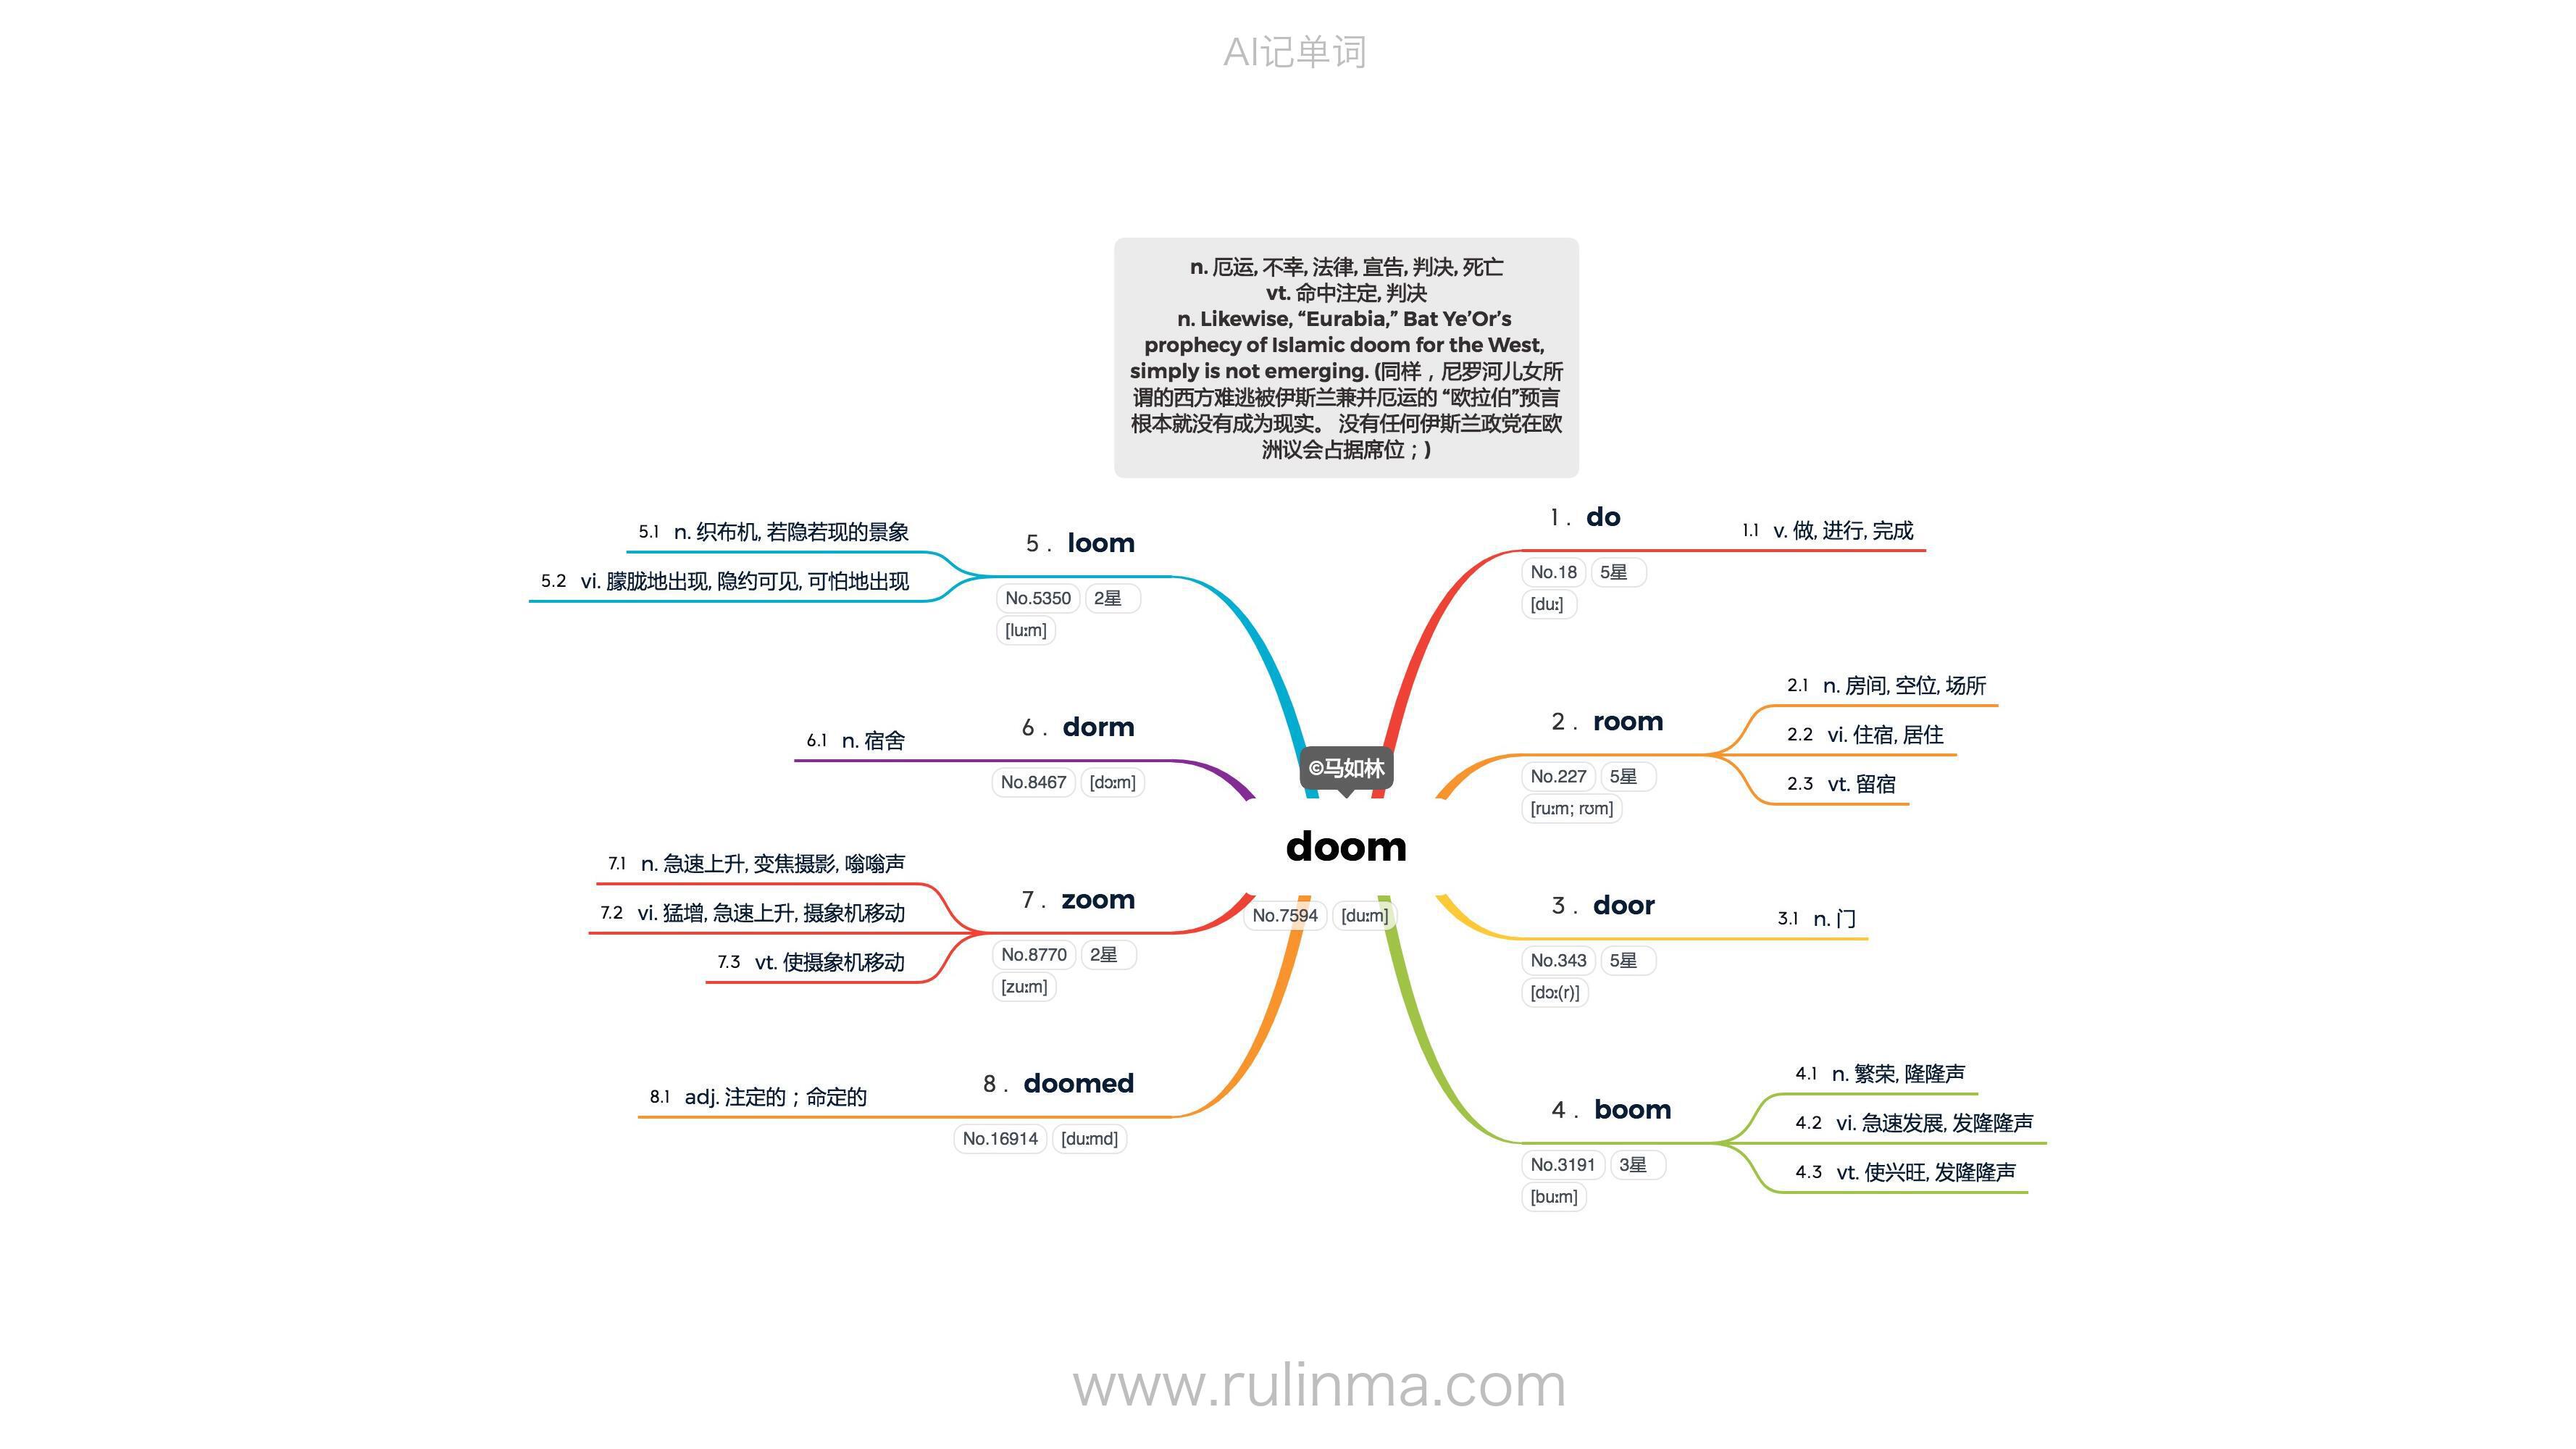 AI记单词
n. 厄运, 不幸, 法律, 宣告, 判决, 死亡
vt. 命中注定, 判决
n. Likewise, “Eurabia,” Bat Ye’Or’s
prophecy of Islamic doom for the West,
simply is not emerging. (同样，尼罗河儿女所
谓的西方难逃被伊斯兰兼并厄运的 “欧拉伯”预言
根本就没有成为现实。 没有任何伊斯兰政党在欧
洲议会占据席位；)
©马如林
doom
No.7594 [duːm]
1. do
No.18 5星
[duː]
1.1 v. 做, 进行, 完成
2. room
No.227 5星
[ruːm; rʊm]
2.1 n. 房间, 空位, 场所
2.2 vi. 住宿, 居住
2.3 vt. 留宿
3. door
No.343 5星
[dɔː(r)]
3.1 n. 门
4. boom
No.3191 3星
[buːm]
4.1 n. 繁荣, 隆隆声
4.2 vi. 急速发展, 发隆隆声
4.3 vt. 使兴旺, 发隆隆声
5. loom
No.5350 2星
[luːm]
5.1 n. 织布机, 若隐若现的景象
5.2 vi. 朦胧地出现, 隐约可见, 可怕地出现
6. dorm
No.8467 [dɔːm]
6.1 n. 宿舍
7. zoom
No.8770 2星
[zuːm]
7.1 n. 急速上升, 变焦摄影, 嗡嗡声
7.2 vi. 猛增, 急速上升, 摄象机移动
7.3 vt. 使摄象机移动
8. doomed
No.16914 [duːmd]
8.1 adj. 注定的；命定的
www.rulinma.com